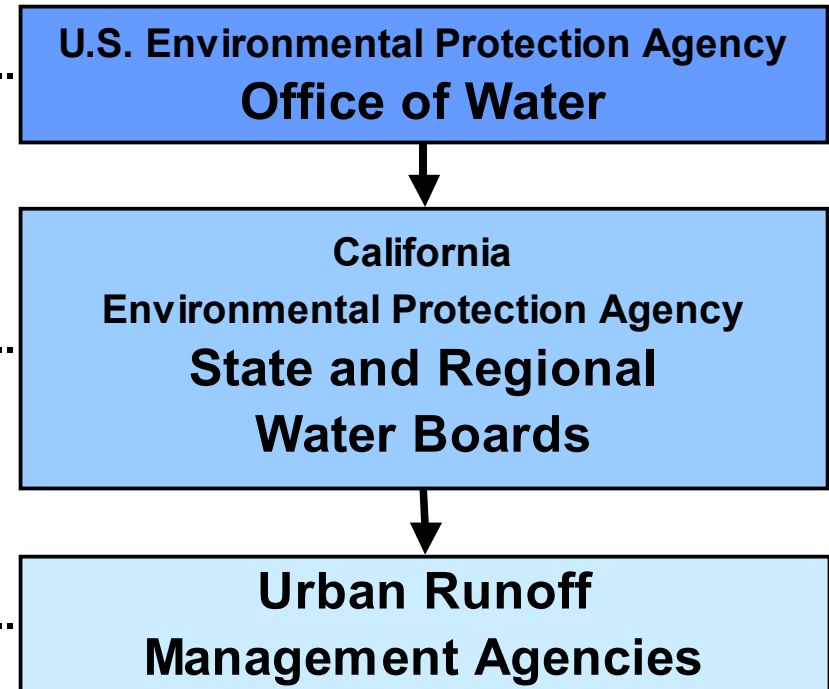 U.S. Environmental Protection Agency
Office of Water
California
Environmental Protection Agency
State and Regional
Water Boards
Urban Runoff
Management Agencies